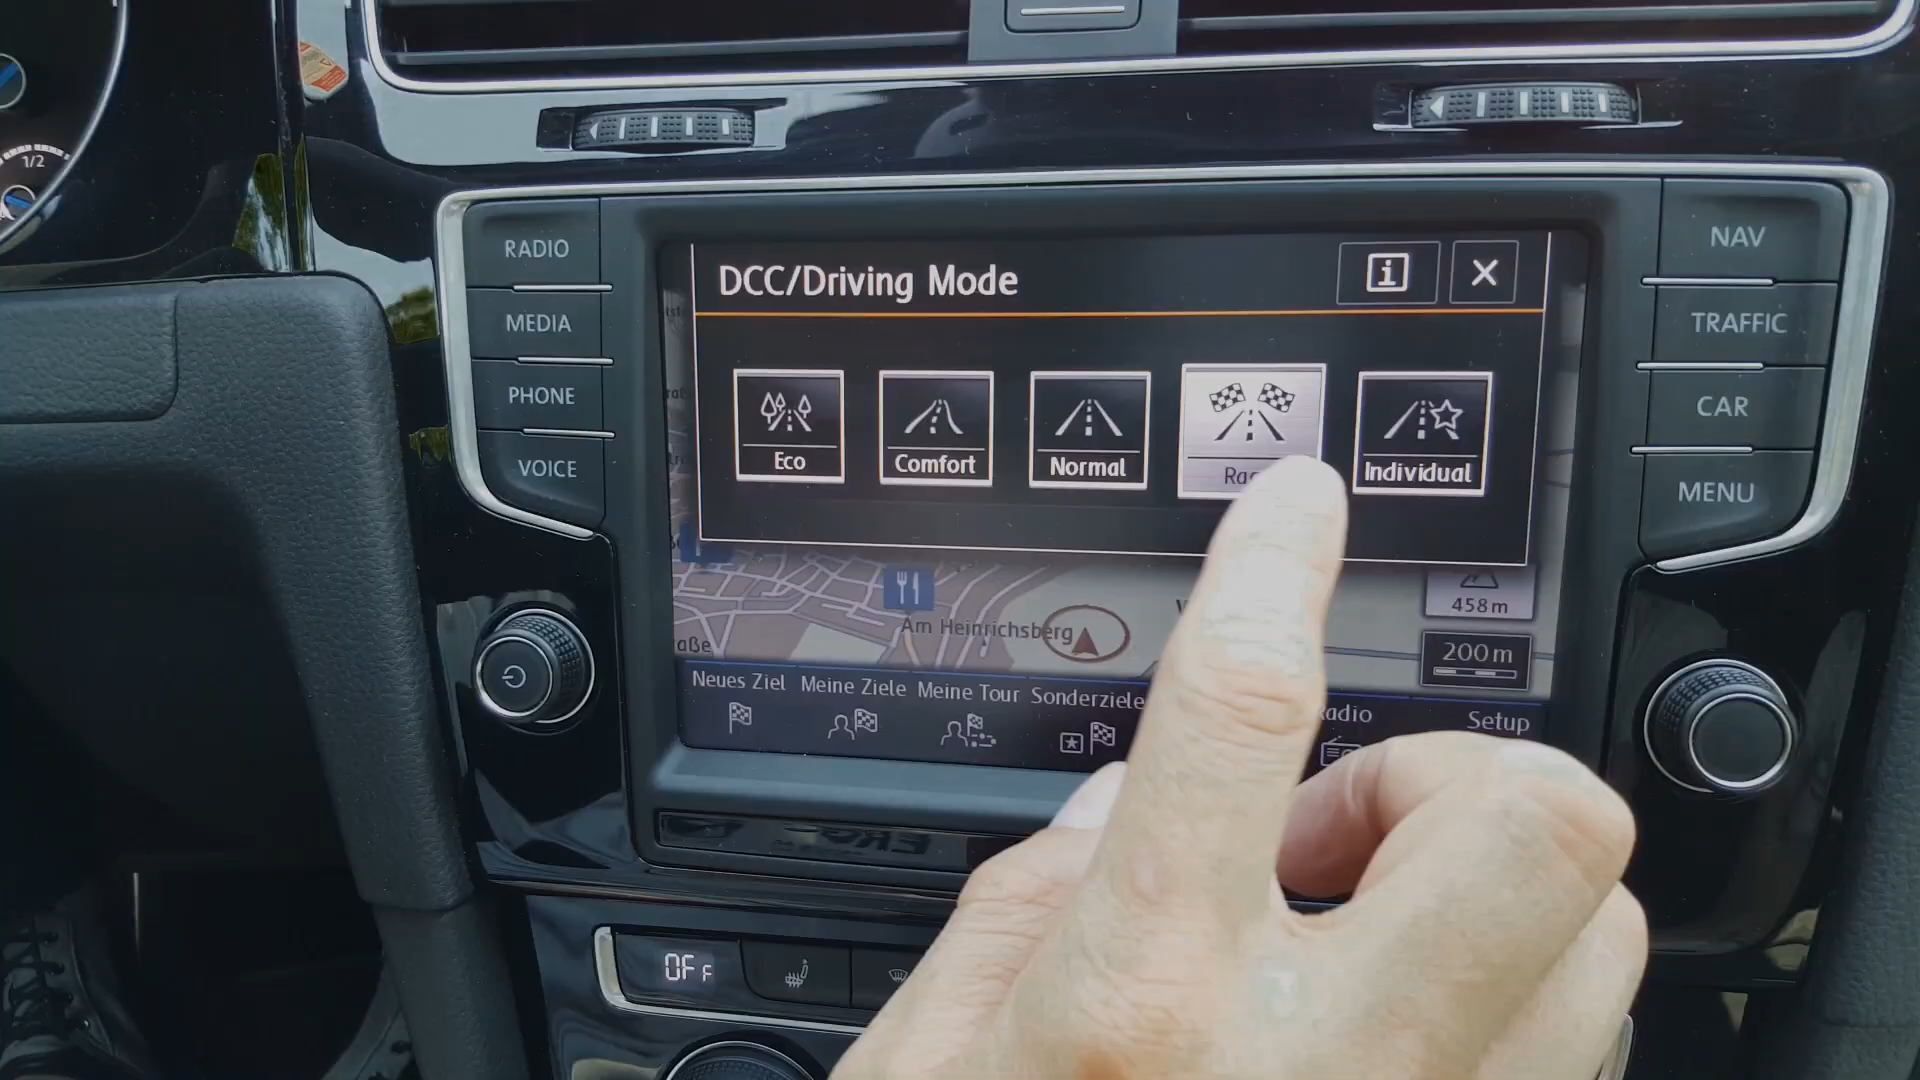 1/2
RADIO
MEDIA
PHONE
VOICE
DCC/Driving Mode
i
Eco
Comfort
Normal
Individual
NAV
TRAFFIC
CAR
MENU
Am Heinrichsberg
458m
200m
Neues Ziel
Meine Ziele
Meine Tour
Sonderziele
Setup
OFF